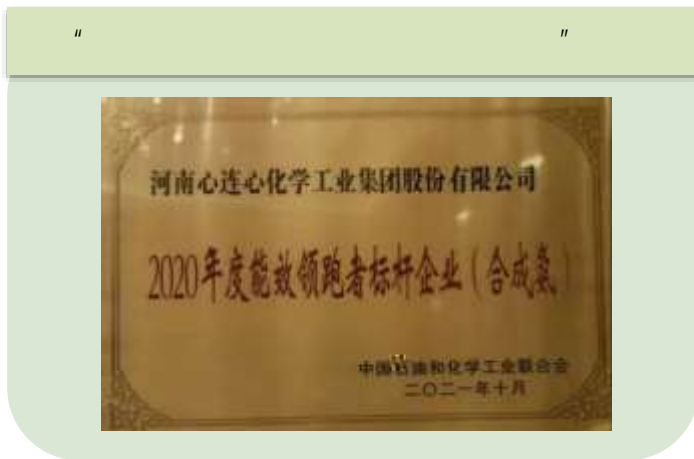 “ ”
河南心连心化学工业集团股份有限公司
2020年度能效领跑者标杆企业（合成氨）
中国石油和化学工业联合会
二〇二一年十月